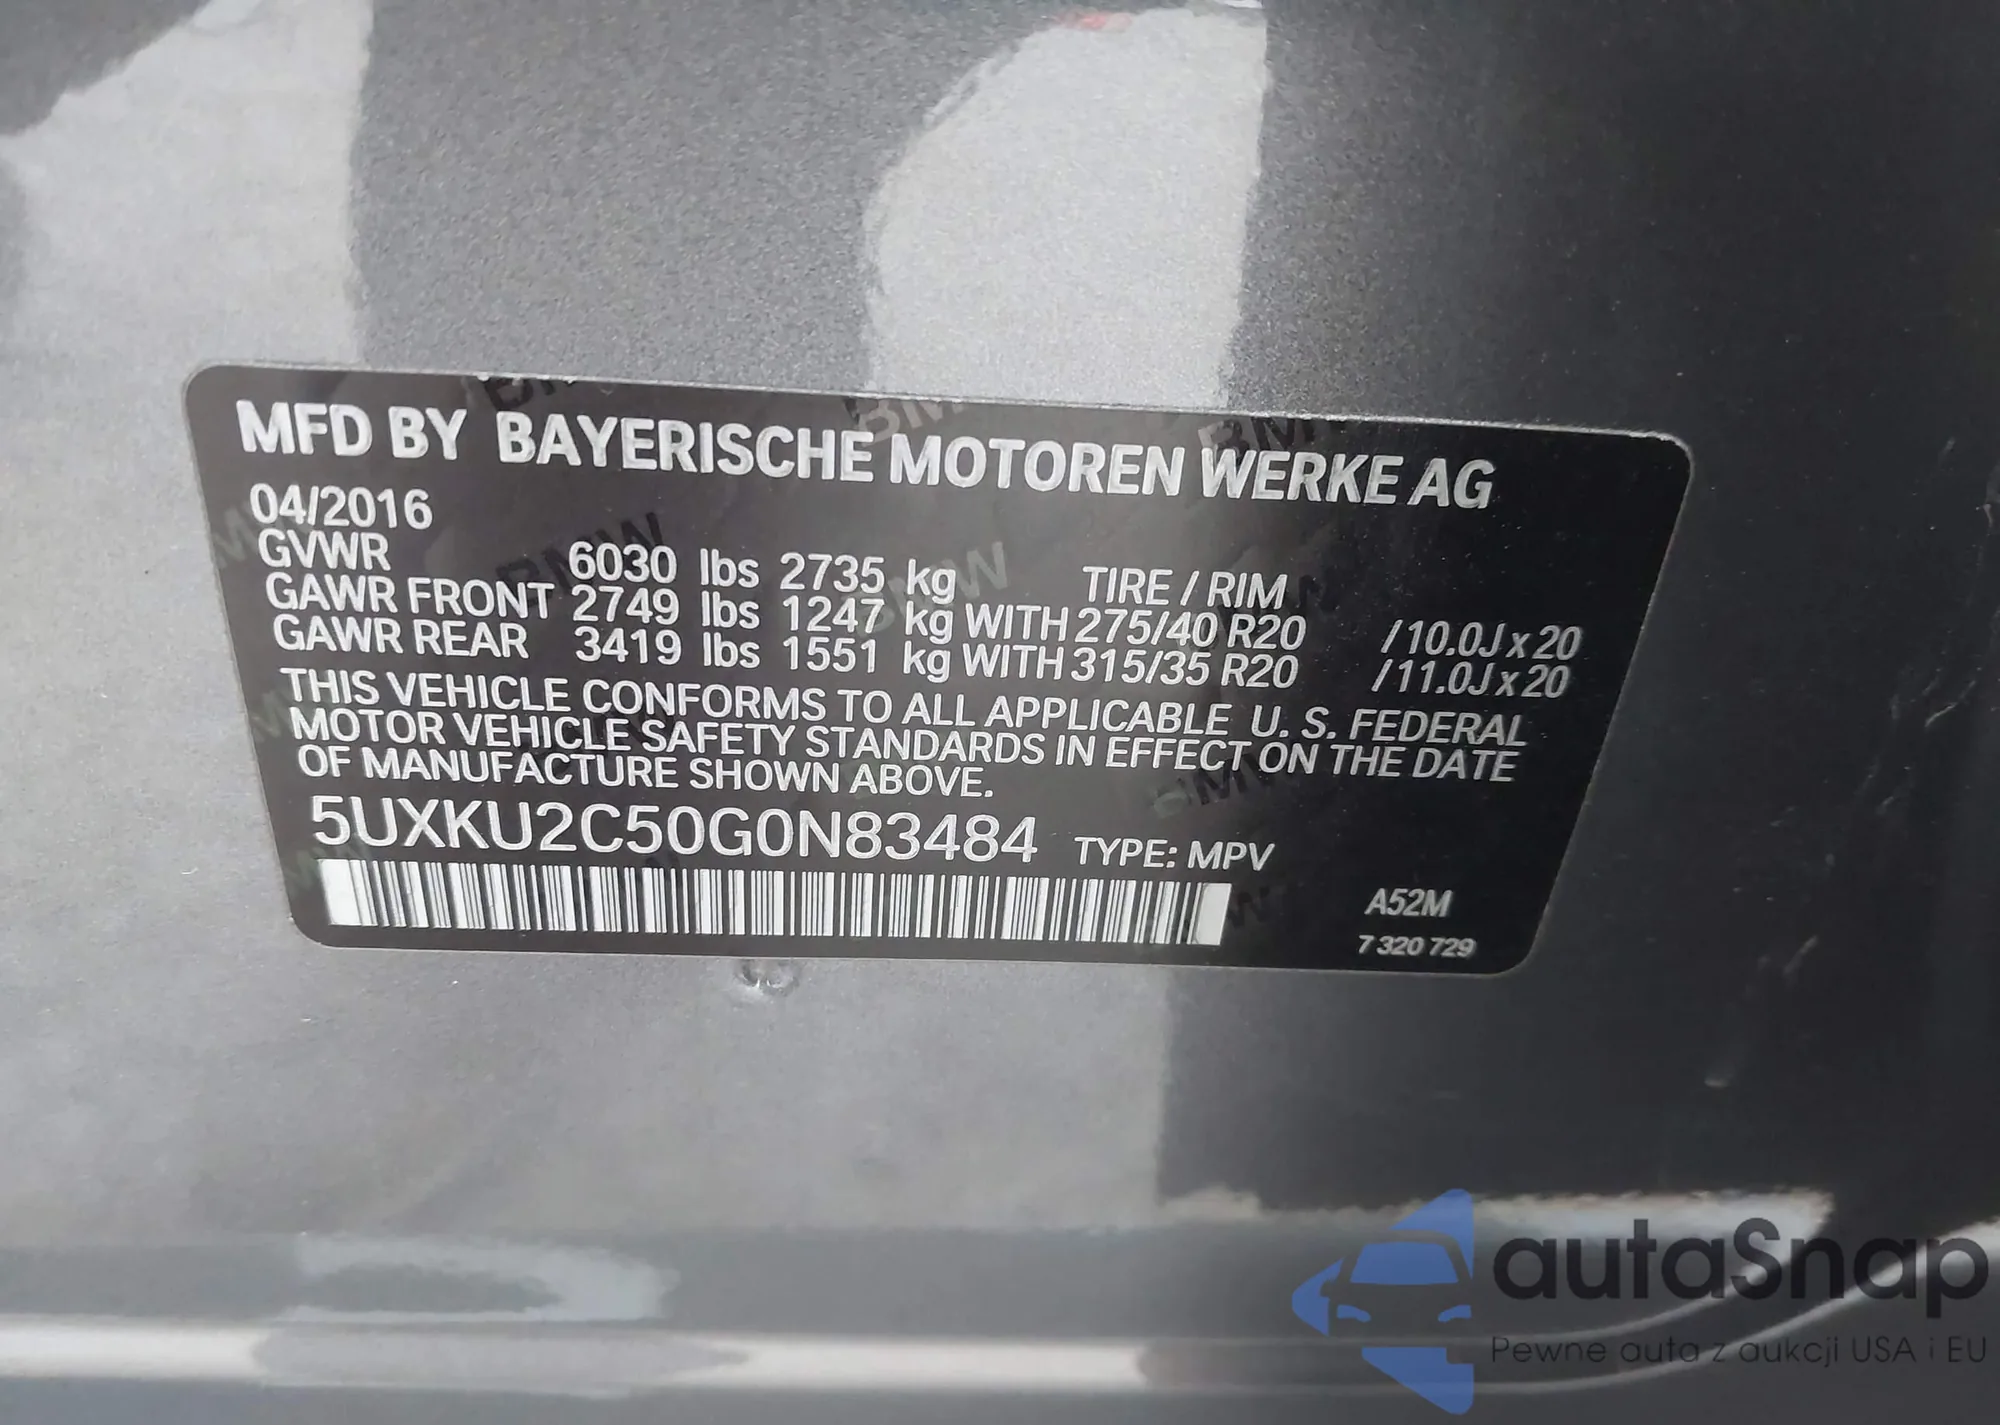 MFD BY BAYERISCHE MOTOREN WERKE AG
04/2016
GVWR 6030 lbs 2735 kg TIRE / RIM
GAWR FRONT 2749 lbs 1247 kg WITH 275/40 R20 /10.0J x 20
GAWR REAR 3419 lbs 1551 kg WITH 315/35 R20 /11.0J x 20
THIS VEHICLE CONFORMS TO ALL APPLICABLE U. S. FEDERAL
MOTOR VEHICLE SAFETY STANDARDS IN EFFECT ON THE DATE
OF MANUFACTURE SHOWN ABOVE.
5UXKU2C50G0N83484 TYPE: MPV
A52M
7 320 729
autaSnap
Pewne auta z aukcji USA i EU